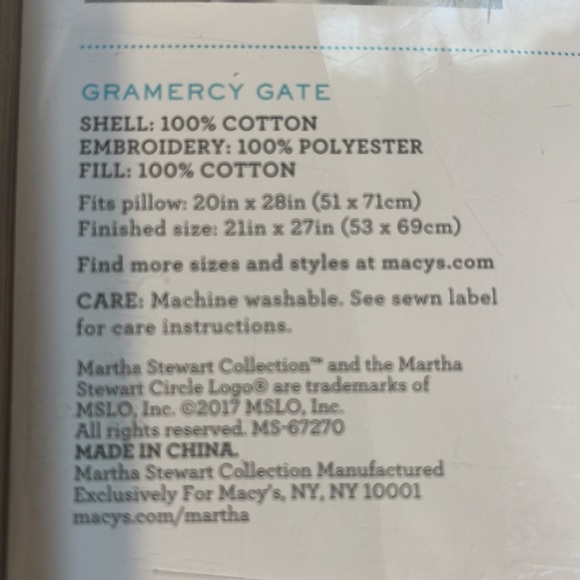 GRAMERCY GATE
SHELL: 100% COTTON
EMBROIDERY: 100% POLYESTER
FILL: 100% COTTON
Fits pillow: 20in x 28in (51 x 71cm)
Finished size: 21in x 27in (53 x 69cm)
Find more sizes and styles at macys.com
CARE: Machine washable. See sewn label
for care instructions.
Martha Stewart Collection™ and the Martha
Stewart Circle Logo® are trademarks of
MSLO, Inc. ©2017 MSLO, Inc.
All rights reserved. MS-67270
MADE IN CHINA.
Martha Stewart Collection Manufactured
Exclusively For Macy's, NY, NY 10001
macys.com/martha